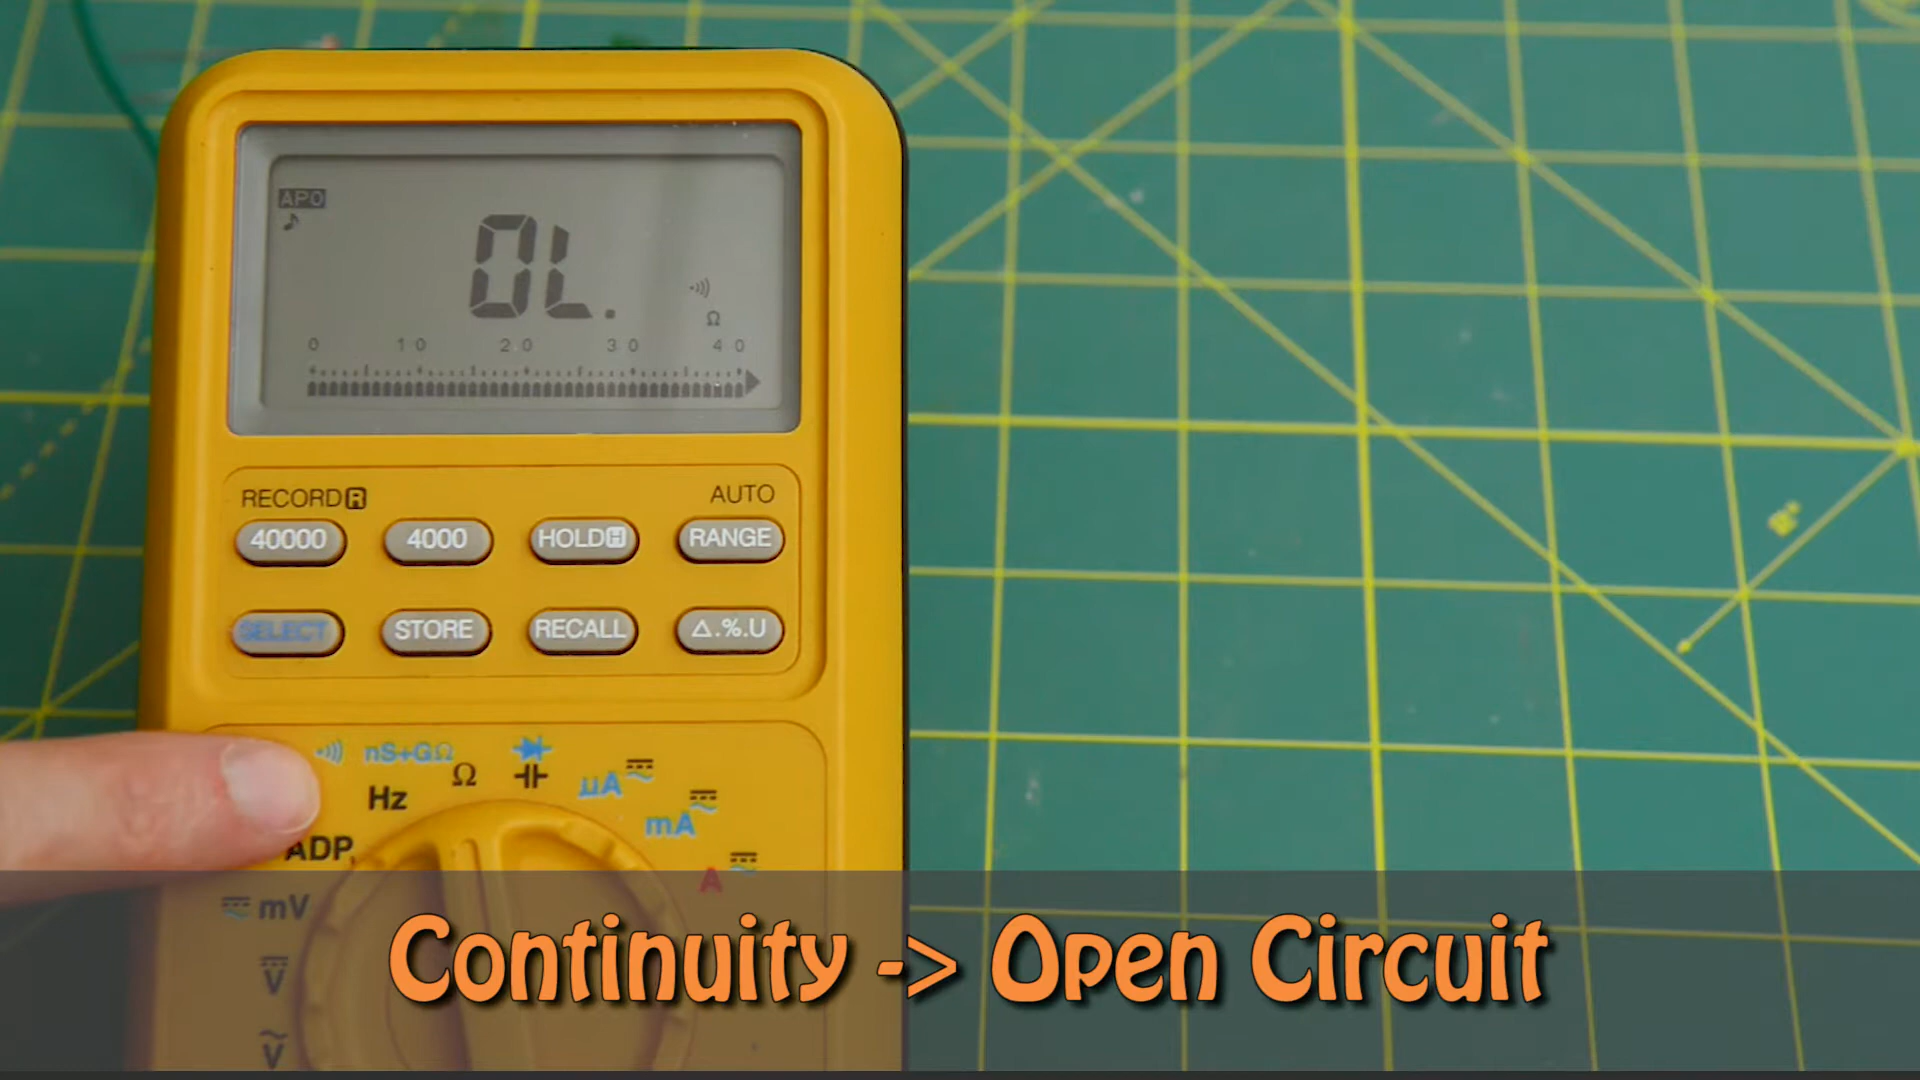 APO
OL.
Ω
0 10 20 30 40
RECORD R AUTO
40000 4000 HOLD H RANGE
SELECT STORE RECALL Δ.%.U
nS+GΩ
Hz Ω µA
mA
ADP A
mV
V
V
Continuity -> Open Circuit